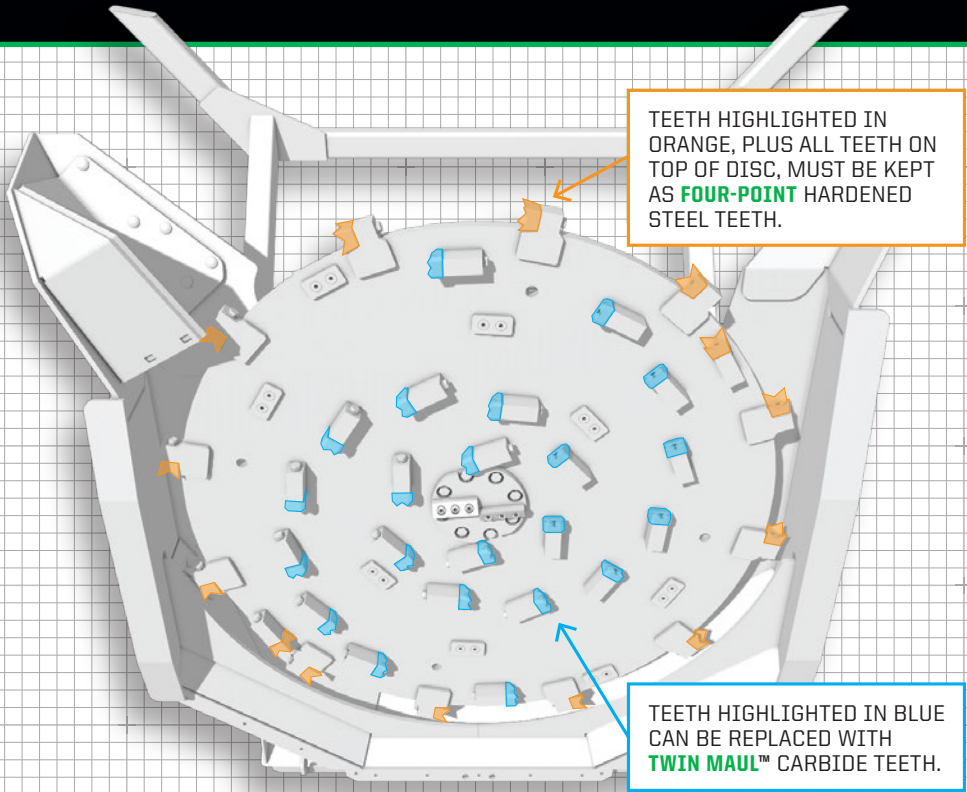 TEETH HIGHLIGHTED IN
ORANGE, PLUS ALL TEETH ON
TOP OF DISC, MUST BE KEPT
AS FOUR-POINT HARDENED
STEEL TEETH.
TEETH HIGHLIGHTED IN BLUE
CAN BE REPLACED WITH
TWIN MAUL™ CARBIDE TEETH.